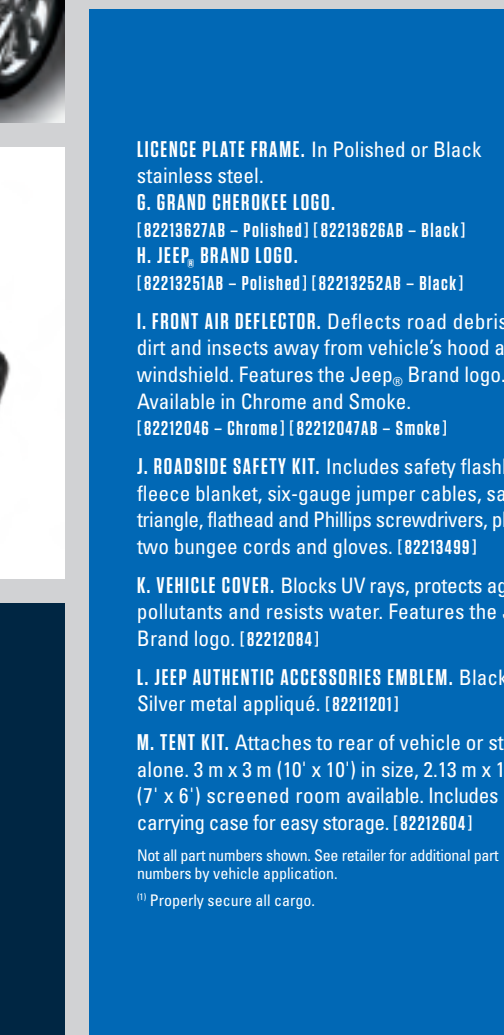 LICENCE PLATE FRAME. In Polished or Black
stainless steel.
G. GRAND CHEROKEE LOGO.
[82213627AB – Polished] [82213626AB – Black]
H. JEEP® BRAND LOGO.
[82213251AB – Polished] [82213252AB – Black]
I. FRONT AIR DEFLECTOR. Deflects road debris
dirt and insects away from vehicle's hood a
windshield. Features the Jeep® Brand logo.
Available in Chrome and Smoke.
[82212046 – Chrome] [82212047AB – Smoke]
J. ROADSIDE SAFETY KIT. Includes safety flash
fleece blanket, six-gauge jumper cables, sa
triangle, flathead and Phillips screwdrivers, pl
two bungee cords and gloves. [82213499]
K. VEHICLE COVER. Blocks UV rays, protects ag
pollutants and resists water. Features the
Brand logo. [82212084]
L. JEEP AUTHENTIC ACCESSORIES EMBLEM. Black
Silver metal appliqué. [82211201]
M. TENT KIT. Attaches to rear of vehicle or st
alone. 3 m x 3 m (10' x 10') in size, 2.13 m x 1
(7' x 6') screened room available. Includes
carrying case for easy storage. [82212604]
Not all part numbers shown. See retailer for additional part
numbers by vehicle application.
(1) Properly secure all cargo.